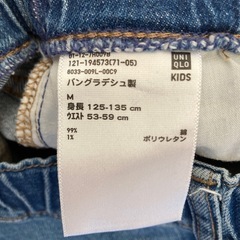 121-194573(71-05)
6033-009L-00C9
バングラデシュ製
UNI
QLO
KIDS
M
身長 125-135 cm
ウエスト 53-59 cm
99% 綿
1% ポリウレタン